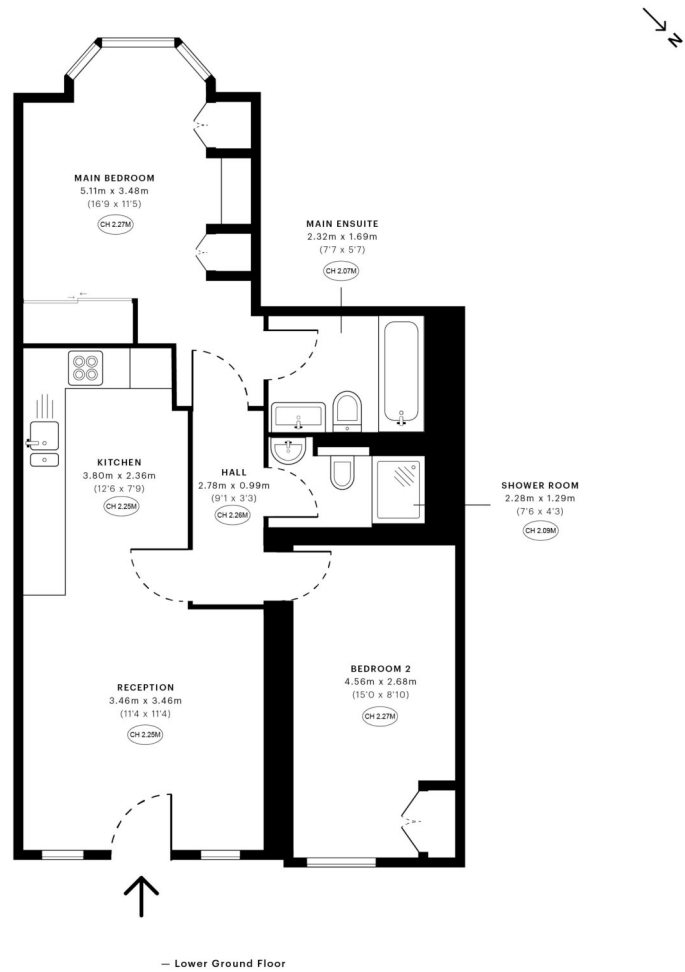 N
MAIN BEDROOM
5.11m x 3.48m
(16'9 x 11'5)
CH 2.27M
MAIN ENSUITE
2.32m x 1.69m
(7'7 x 5'7)
CH 2.07M
KITCHEN
3.80m x 2.36m
(12'6 x 7'9)
CH 2.25M
HALL
2.78m x 0.99m
(9'1 x 3'3)
CH 2.26M
SHOWER ROOM
2.28m x 1.29m
(7'6 x 4'3)
CH 2.09M
RECEPTION
3.46m x 3.46m
(11'4 x 11'4)
CH 2.25M
BEDROOM 2
4.56m x 2.68m
(15'0 x 8'10)
CH 2.27M
— Lower Ground Floor